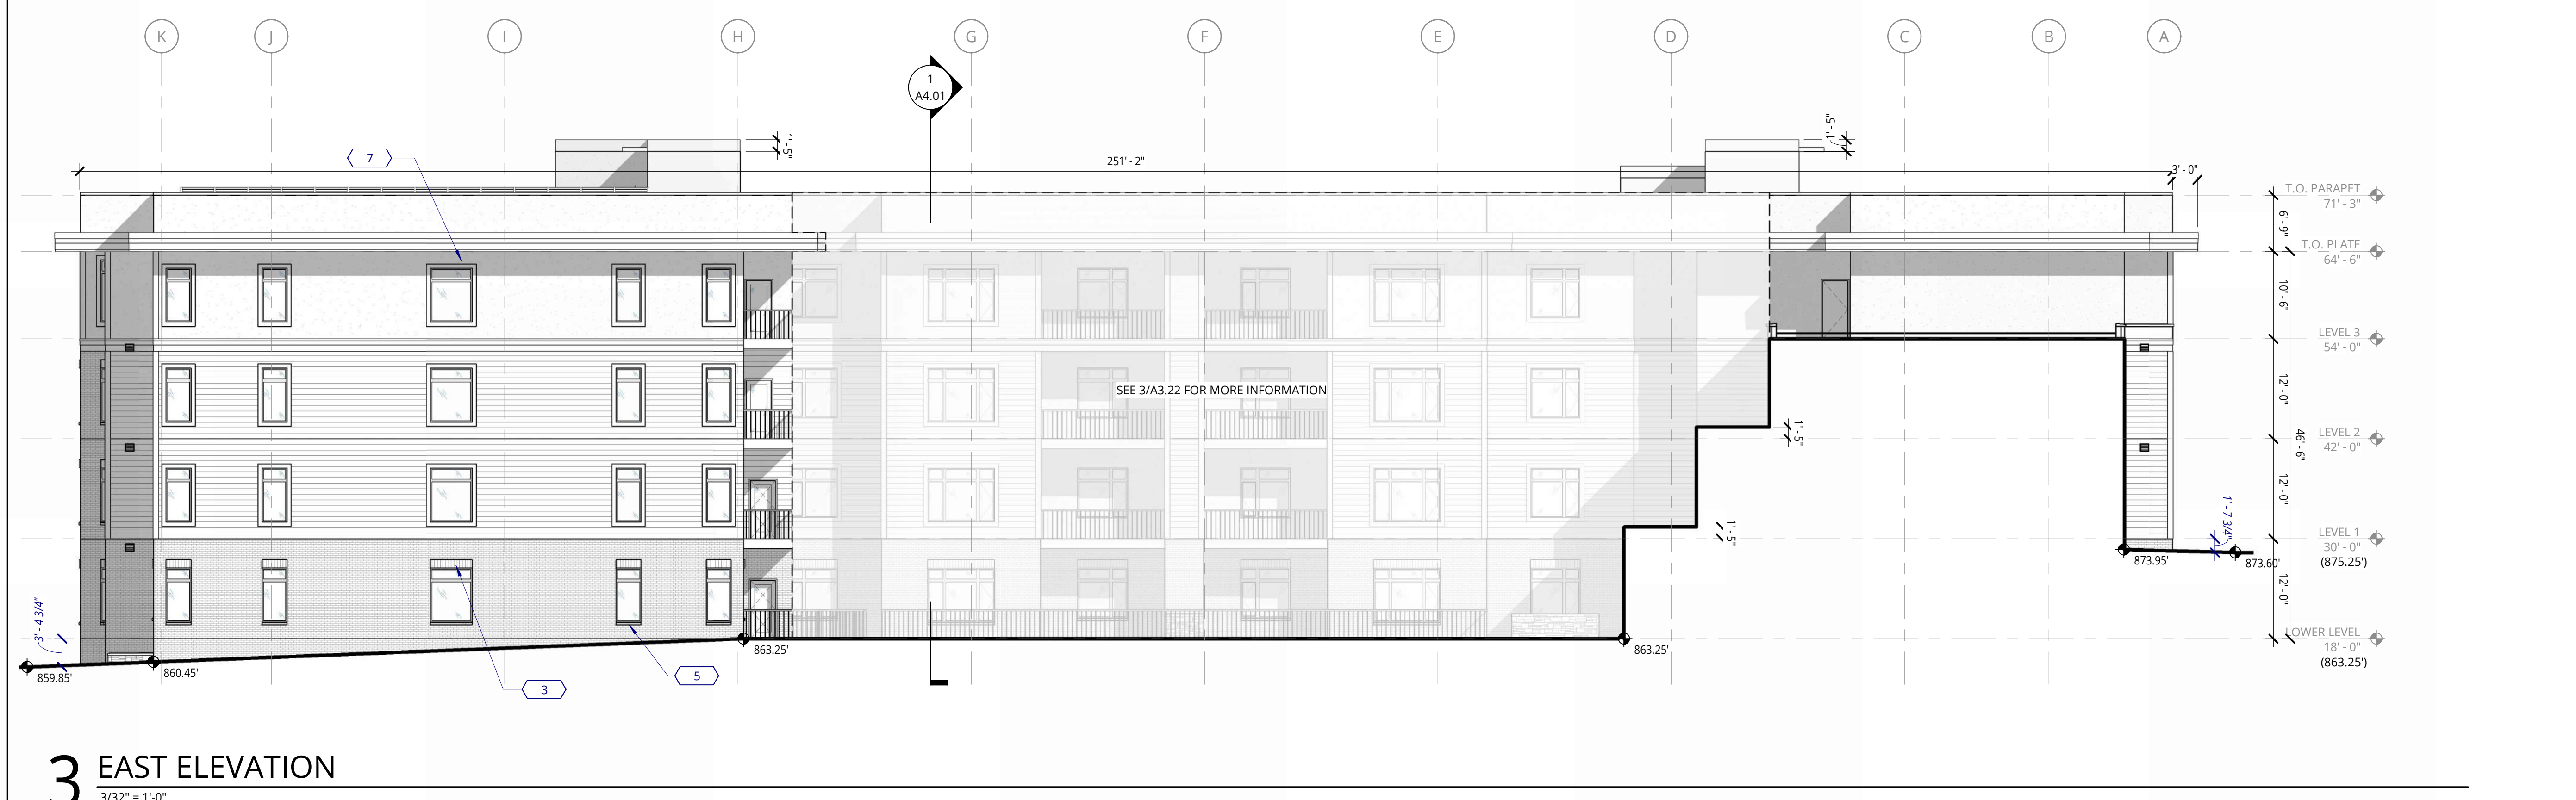 K
J
I
H
G
F
E
D
C
B
A
1
A4.01
7
1' - 5"
251' - 2"
1' - 5"
3' - 0"
T.O. PARAPET
71' - 3"
6' - 9"
T.O. PLATE
64' - 6"
10' - 6"
LEVEL 3
54' - 0"
12' - 0"
SEE 3/A3.22 FOR MORE INFORMATION
1' - 5"
LEVEL 2
42' - 0"
46' - 6"
12' - 0"
1' - 5"
1' - 7 3/4"
LEVEL 1
30' - 0"
(875.25')
873.95'
873.60'
12' - 0"
3' - 4 3/4"
LOWER LEVEL
18' - 0"
(863.25')
859.85'
860.45'
863.25'
863.25'
5
3
3
EAST ELEVATION
3/32" = 1'-0"